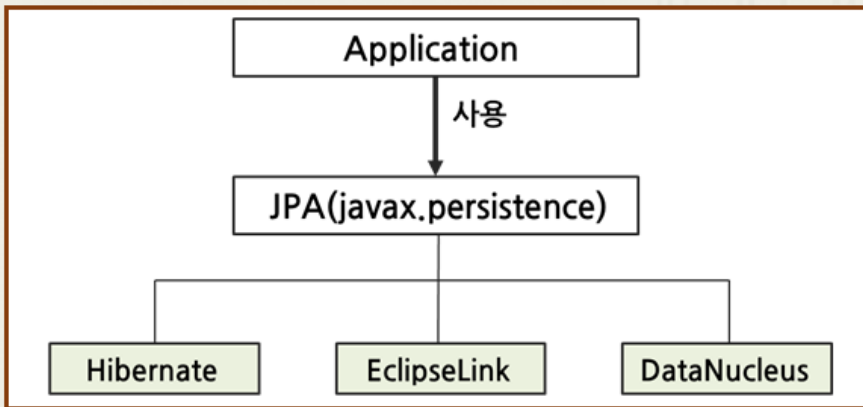 Application
사용
JPA(javax.persistence)
Hibernate
EclipseLink
DataNucleus